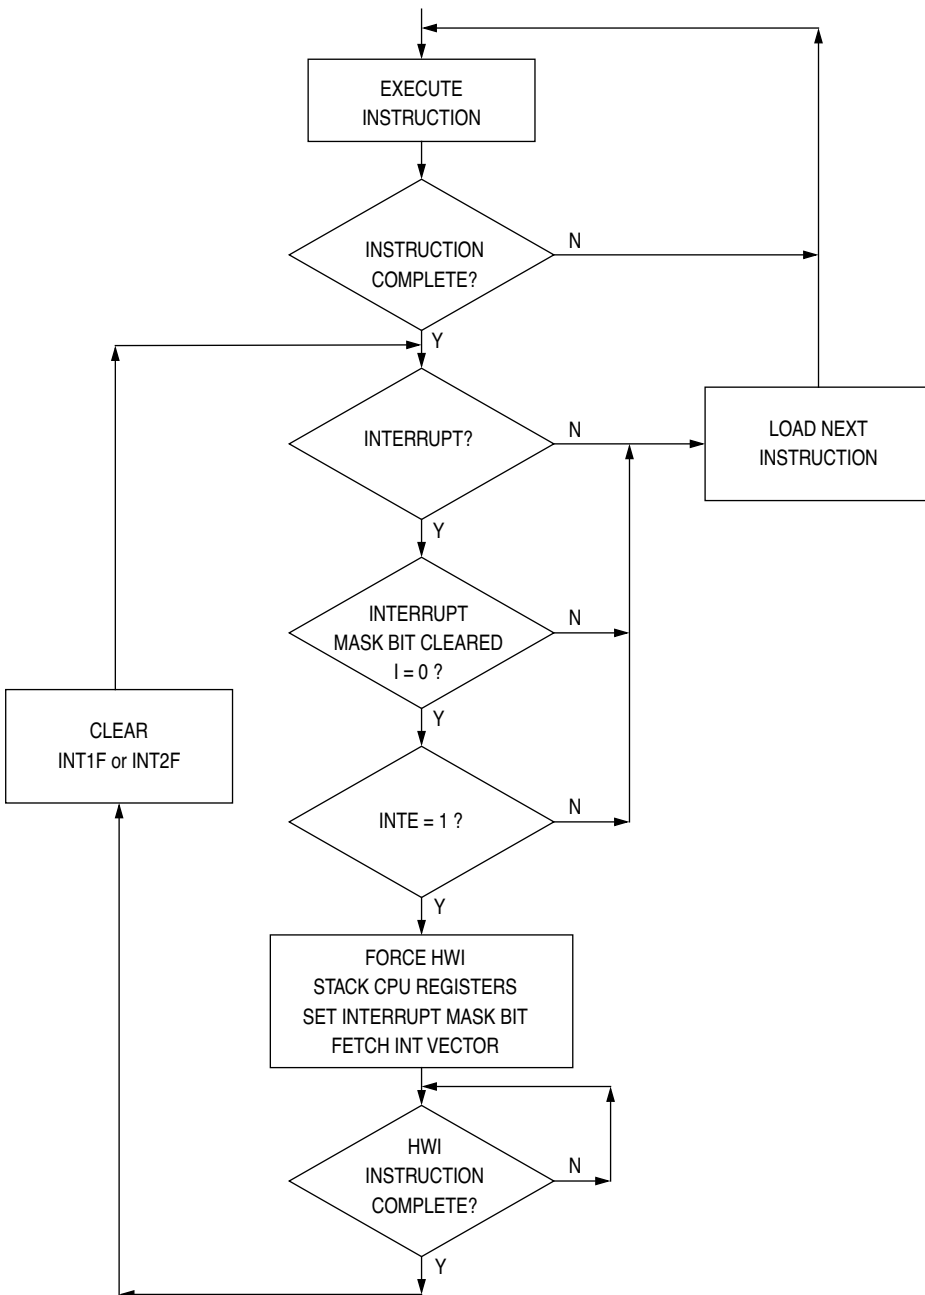 EXECUTE
INSTRUCTION
INSTRUCTION
COMPLETE?
N
Y
INTERRUPT?
N
LOAD NEXT
INSTRUCTION
Y
INTERRUPT
MASK BIT CLEARED
I = 0 ?
N
Y
CLEAR
INT1F or INT2F
INTE = 1 ?
N
Y
FORCE HWI
STACK CPU REGISTERS
SET INTERRUPT MASK BIT
FETCH INT VECTOR
HWI
INSTRUCTION
COMPLETE?
N
Y